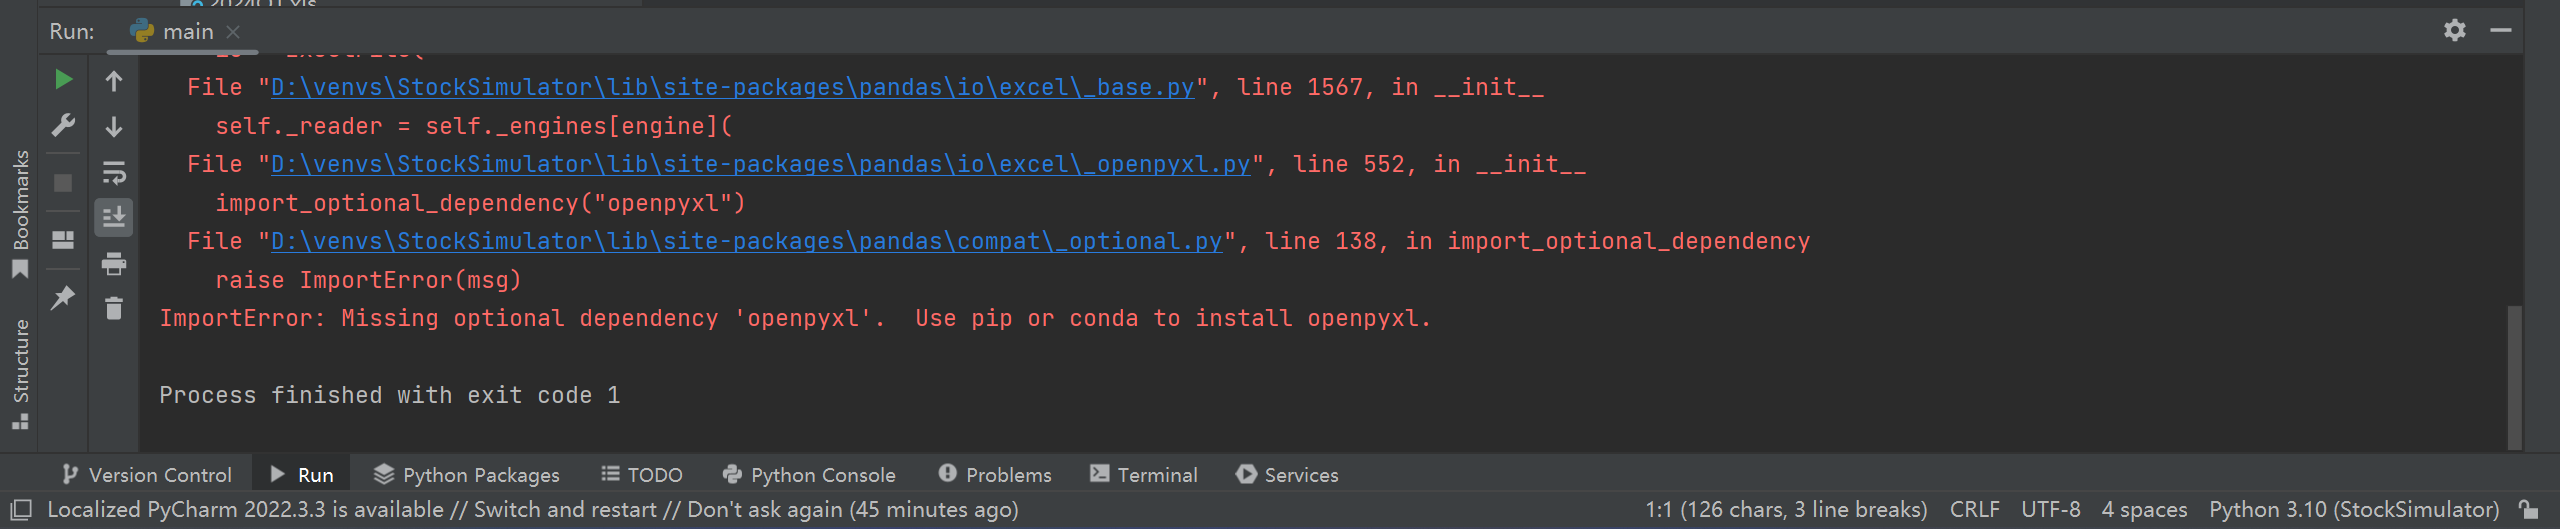 Run:
main
File "D:\venvs\StockSimulator\lib\site-packages\pandas\io\excel\_base.py", line 1567, in __init__
self._reader = self._engines[engine](
File "D:\venvs\StockSimulator\lib\site-packages\pandas\io\excel\_openpyxl.py", line 552, in __init__
import_optional_dependency("openpyxl")
File "D:\venvs\StockSimulator\lib\site-packages\pandas\compat\_optional.py", line 138, in import_optional_dependency
raise ImportError(msg)
ImportError: Missing optional dependency 'openpyxl'.  Use pip or conda to install openpyxl.
Process finished with exit code 1
Bookmarks
Structure
Version Control
Run
Python Packages
TODO
Python Console
Problems
Terminal
Services
Localized PyCharm 2022.3.3 is available // Switch and restart // Don't ask again (45 minutes ago)
1:1 (126 chars, 3 line breaks)
CRLF
UTF-8
4 spaces
Python 3.10 (StockSimulator)